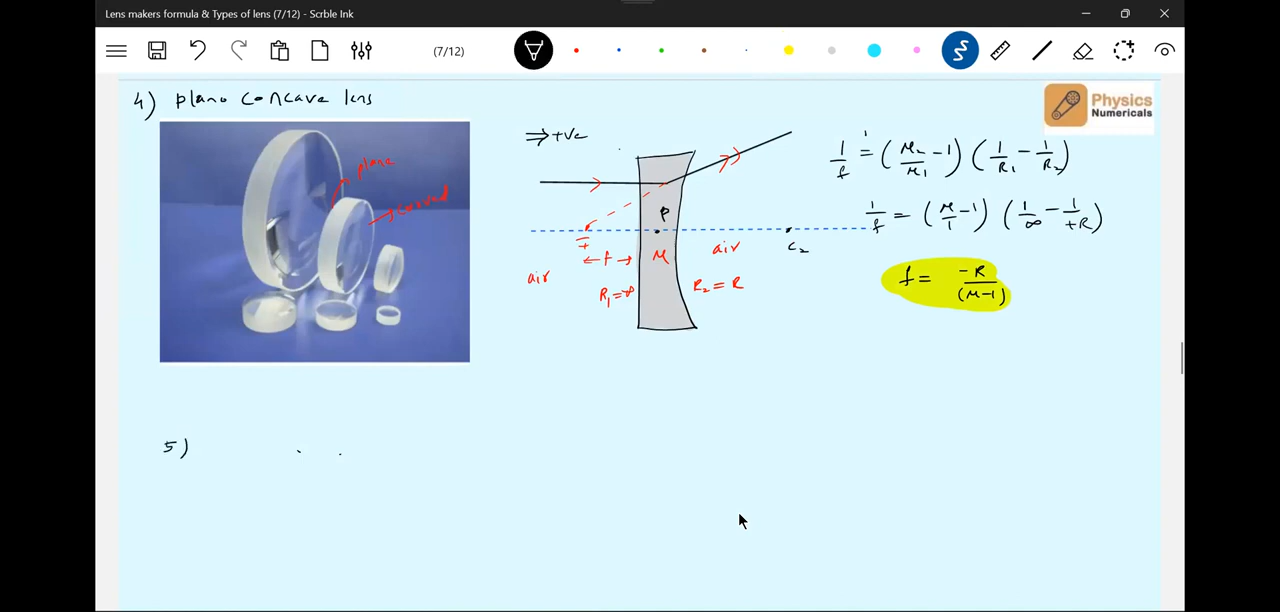 Lens makers formula & Types of lens (7/12) - Scrble Ink
(7/12)
4) plano concave lens
Physics
Numericals
plane
curved
⇒ +ve
P
F
f
μ
air
air
C₂
R₁ = ∞
R₂ = R
1/f = (μ₂/μ₁ - 1) (1/R₁ - 1/R₂)
1/f = (μ/1 - 1) (1/∞ - 1/+R)
f = -R/(μ-1)
5)